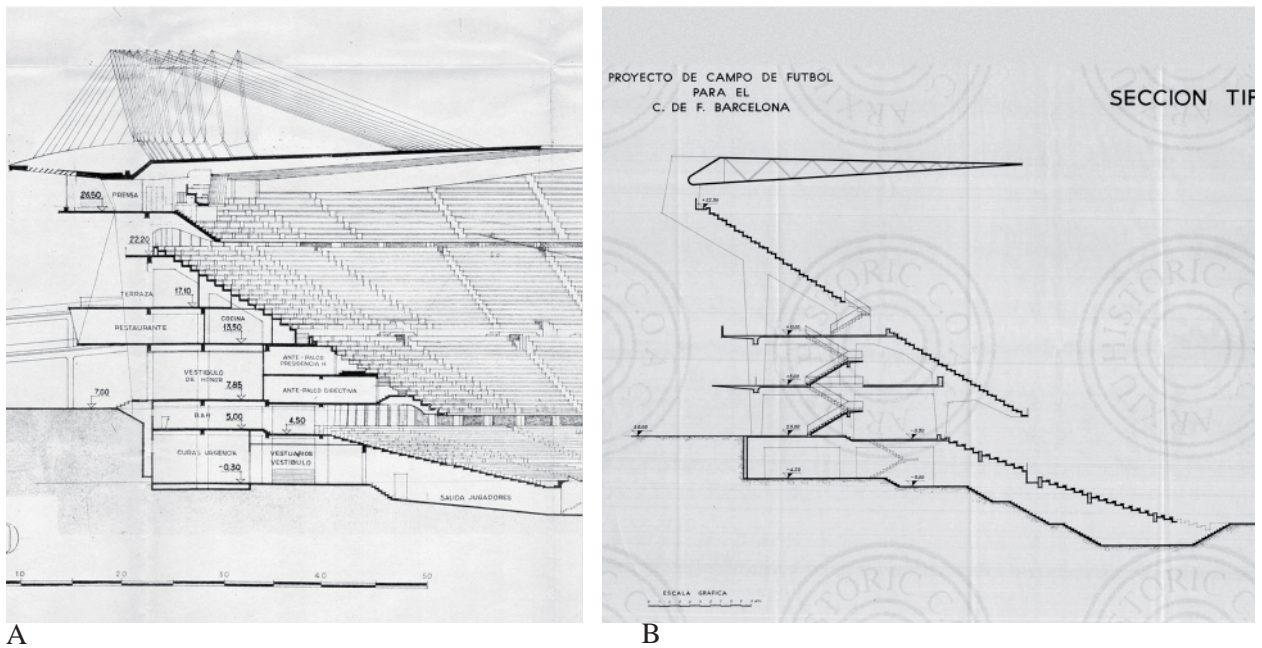 26.50 PRENSA
22.20
TERRAZA
17.10
COCINA
13.50
RESTAURANTE
ANTE-PALCO
PRESIDENCIAL
VESTIBULO
DE HONOR
7.85
ANTE-PALCO DIRECTIVA
7.00
BAR
5.00
4.50
CURAS URGENCIA
-0.30
VESTUARIOS
VESTIBULO
SALIDA JUGADORES
10 20 30 40 50
A
PROYECTO DE CAMPO DE FUTBOL
PARA EL
C. DE F. BARCELONA
SECCION TIP
ESCALA GRAFICA
B